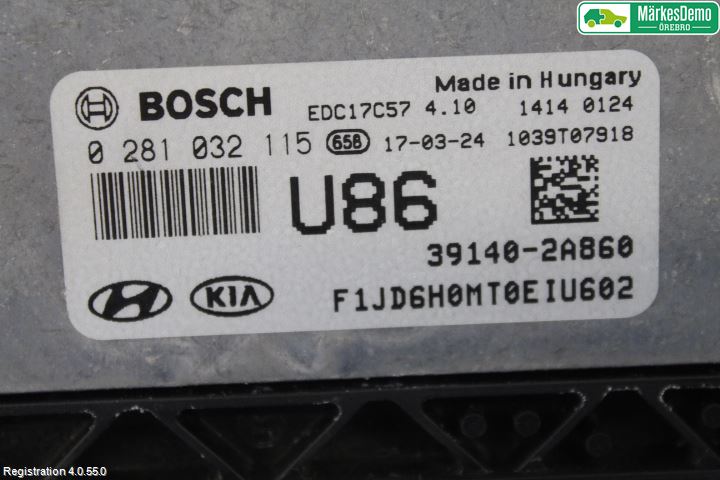 MärkesDemo
ÖREBRO
Made in Hungary
BOSCH EDC17C57 4.10 1414 0124
0 281 032 115 658 17-03-24 1039T07918
U86
39140-2A860
KIA F1JD6H0MT0EIU602
Registration 4.0.55.0